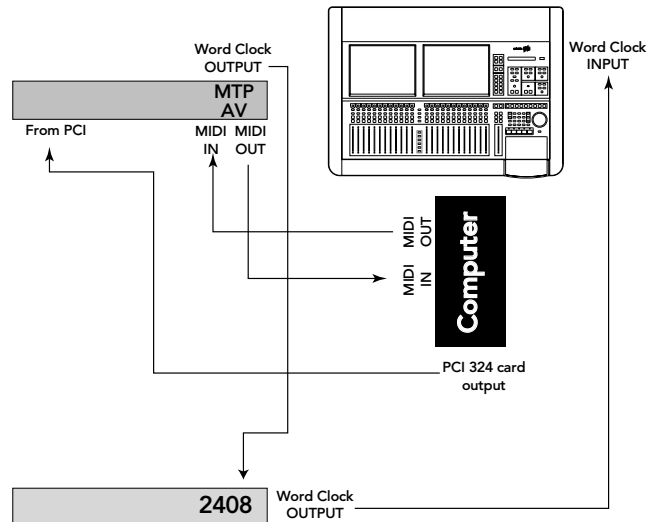 Word Clock
OUTPUT
Word Clock
INPUT
MTP
AV
From PCI
MIDI
IN
MIDI
OUT
MIDI
OUT
MIDI
IN
Computer
PCI 324 card
output
2408
Word Clock
OUTPUT